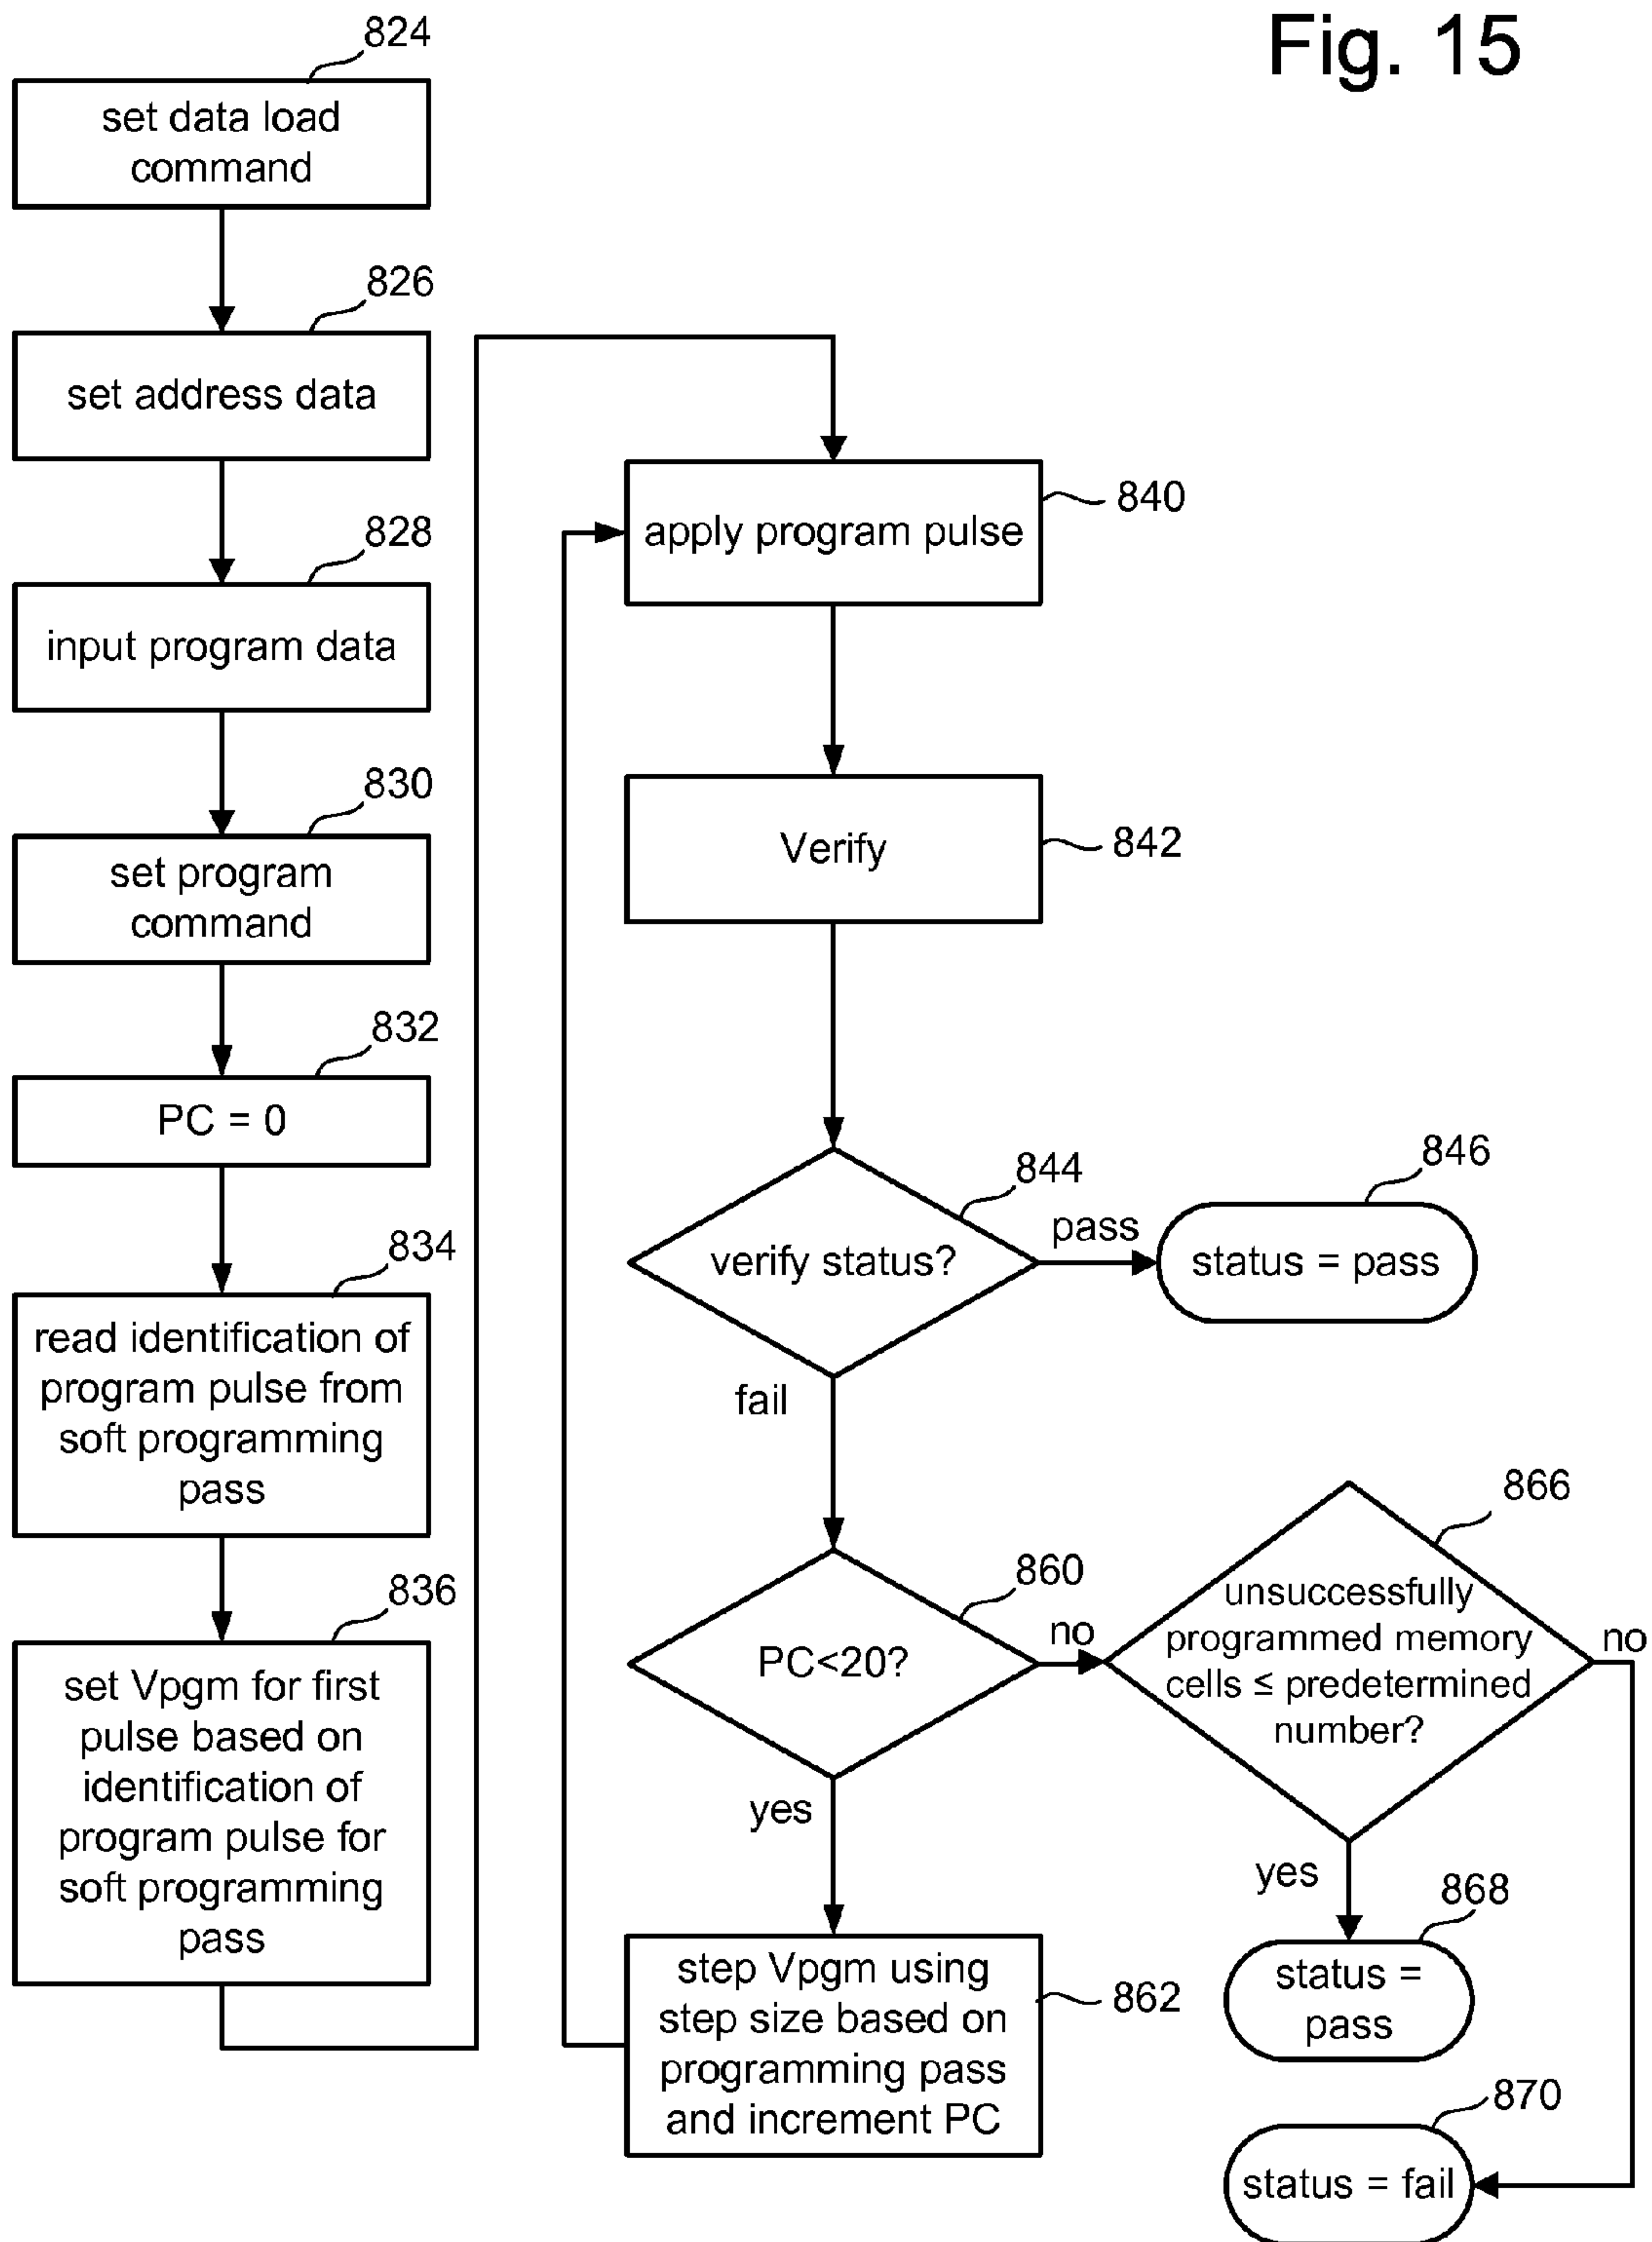 Fig. 15
824
set data load
command
826
set address data
828
input program data
830
set program
command
832
PC = 0
834
read identification of
program pulse from
soft programming
pass
836
set Vpgm for first
pulse based on
identification of
program pulse for
soft programming
pass
840
apply program pulse
842
Verify
844
verify status?
pass
846
status = pass
fail
860
PC<20?
no
866
unsuccessfully
programmed memory
cells ≤ predetermined
number?
no
yes
868
status =
pass
870
status = fail
yes
862
step Vpgm using
step size based on
programming pass
and increment PC